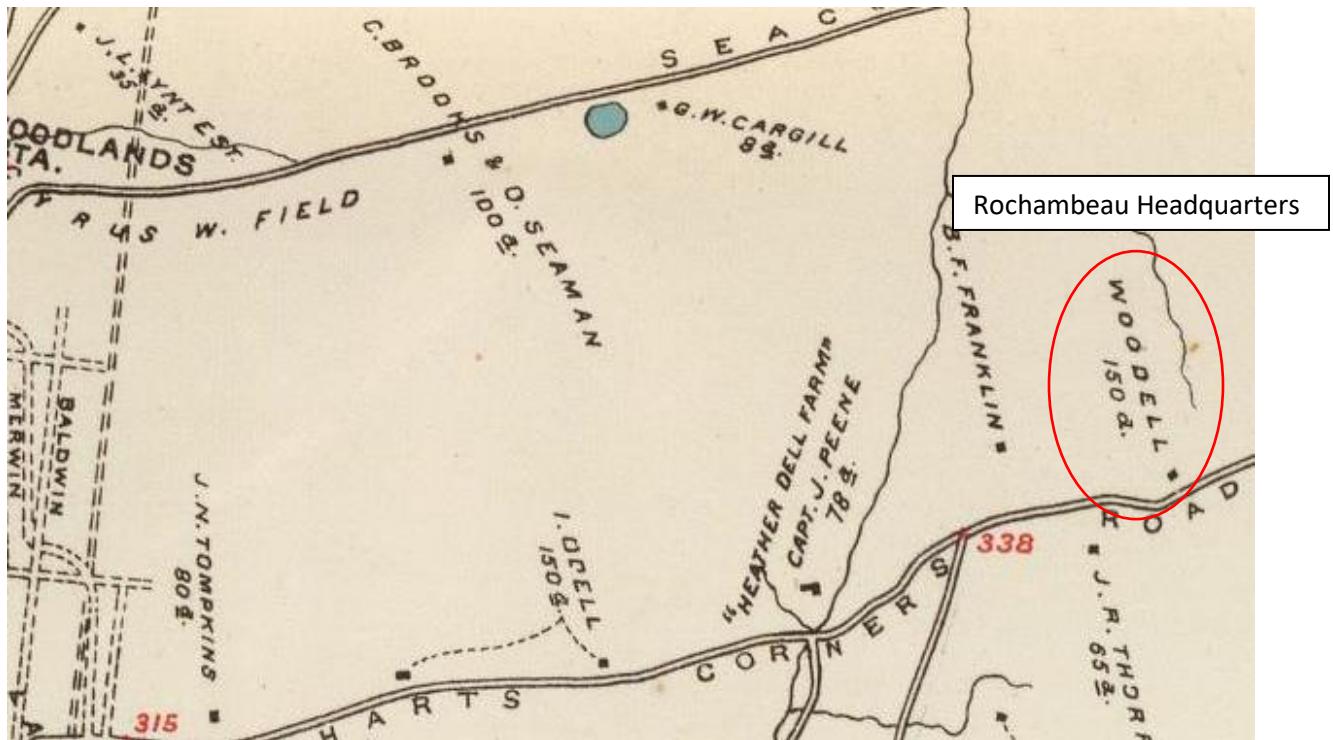 J. L. KYNT EST.
35 a.
C. BROOKS & D. SEAMAN
100 a.
SEAC
G. W. CARGILL
8 a.
OODLANDS
TA.
YRUS W. FIELD
Rochambeau Headquarters
B. F. FRANKLIN
WOODELL
150 a.
MERWIN
BALDWIN
J. N. TOMPKINS
80 a.
I. ODELL
150 a.
"HEATHER DELL FARM"
CAPT. J. PEENE
78 a.
338
J. R. THORP
65 a.
315
HARTS CORNERS ROAD